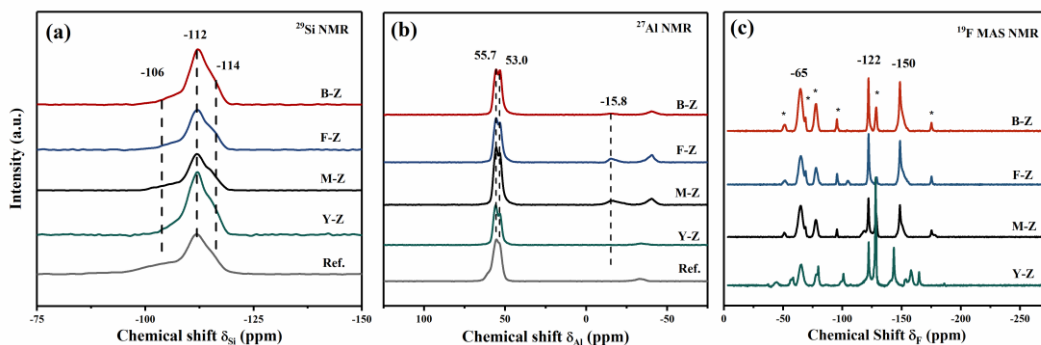 (a)
²⁹Si NMR
-112
-106
-114
B-Z
F-Z
M-Z
Y-Z
Ref.
Intensity (a.u.)
-75
-100
-125
-150
Chemical shift δSi (ppm)
(b)
²⁷Al NMR
55.7
53.0
-15.8
B-Z
F-Z
M-Z
Y-Z
Ref.
100
50
0
-50
Chemical shift δAl (ppm)
(c)
¹⁹F MAS NMR
-65
-122
-150
* * * * * *
B-Z
F-Z
M-Z
Y-Z
0
-50
-100
-150
-200
-250
Chemical Shift δF (ppm)